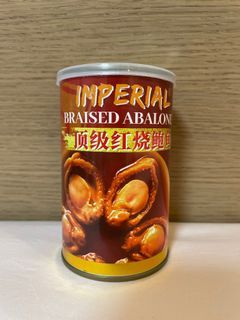 IMPERIAL
BRAISED ABALONE
顶级红烧鲍